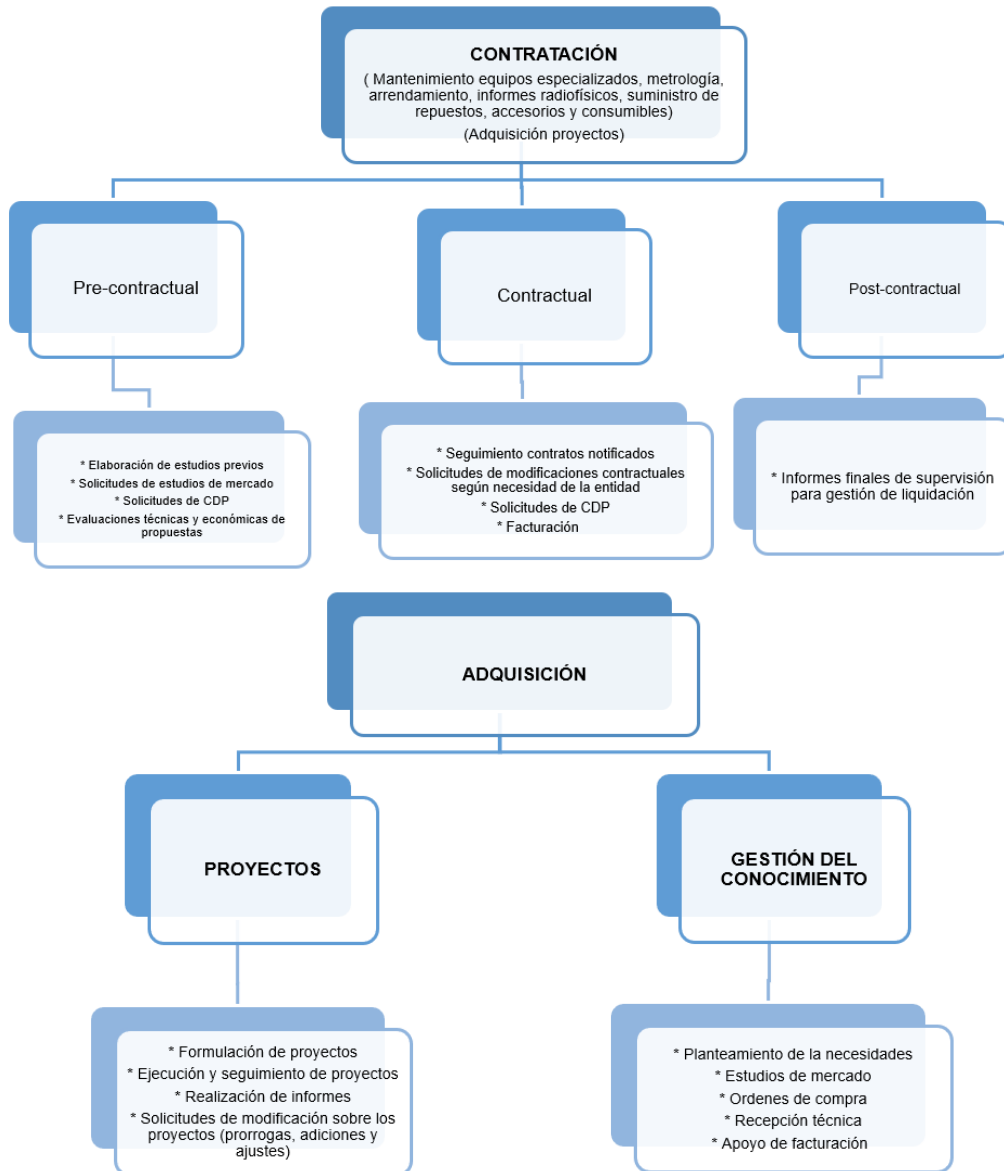 CONTRATACIÓN
( Mantenimiento equipos especializados, metrología,
arrendamiento, informes radiofísicos, suministro de
repuestos, accesorios y consumibles)
(Adquisición proyectos)
Pre-contractual
Contractual
Post-contractual
* Elaboración de estudios previos
* Solicitudes de estudios de mercado
* Solicitudes de CDP
* Evaluaciones técnicas y económicas de
propuestas
* Seguimiento contratos notificados
* Solicitudes de modificaciones contractuales
según necesidad de la entidad
* Solicitudes de CDP
* Facturación
* Informes finales de supervisión
para gestión de liquidación
ADQUISICIÓN
PROYECTOS
GESTIÓN DEL
CONOCIMIENTO
* Formulación de proyectos
* Ejecución y seguimiento de proyectos
* Realización de informes
* Solicitudes de modificación sobre los
proyectos (prorrogas, adiciones y
ajustes)
* Planteamiento de la necesidades
* Estudios de mercado
* Ordenes de compra
* Recepción técnica
* Apoyo de facturación